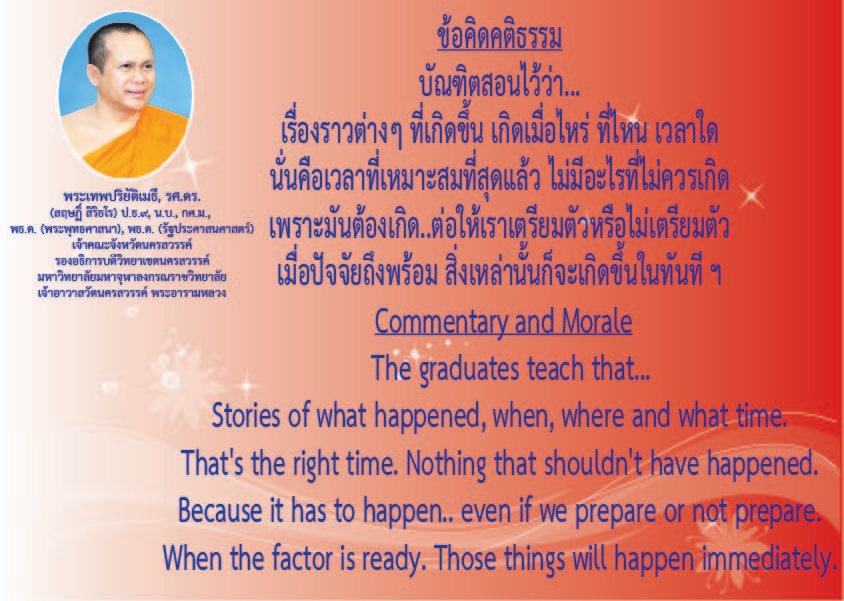 ข้อคิดคติธรรม
บัณฑิตสอนไว้ว่า...
เรื่องราวต่างๆ ที่เกิดขึ้น เกิดเมื่อไหร่ ที่ไหน เวลาใด
นั่นคือเวลาที่เหมาะสมที่สุดแล้ว ไม่มีอะไรที่ไม่ควรเกิด
เพราะมันต้องเกิด..ต่อให้เราเตรียมตัวหรือไม่เตรียมตัว
เมื่อปัจจัยถึงพร้อม สิ่งเหล่านั้นก็จะเกิดขึ้นในทันที ฯ
พระเทพปริยัติเมธี, รศ.ดร.
(สฤษฏิ์ สิริธโร) ป.ธ.๙, น.บ., กศ.ม.,
พธ.ด. (พระพุทธศาสนา), พธ.ด. (รัฐประศาสนศาสตร์)
เจ้าคณะจังหวัดนครสวรรค์
รองอธิการบดีวิทยาเขตนครสวรรค์
มหาวิทยาลัยมหาจุฬาลงกรณราชวิทยาลัย
เจ้าอาวาสวัดนครสวรรค์ พระอารามหลวง
Commentary and Morale
The graduates teach that...
Stories of what happened, when, where and what time.
That's the right time. Nothing that shouldn't have happened.
Because it has to happen.. even if we prepare or not prepare.
When the factor is ready. Those things will happen immediately.